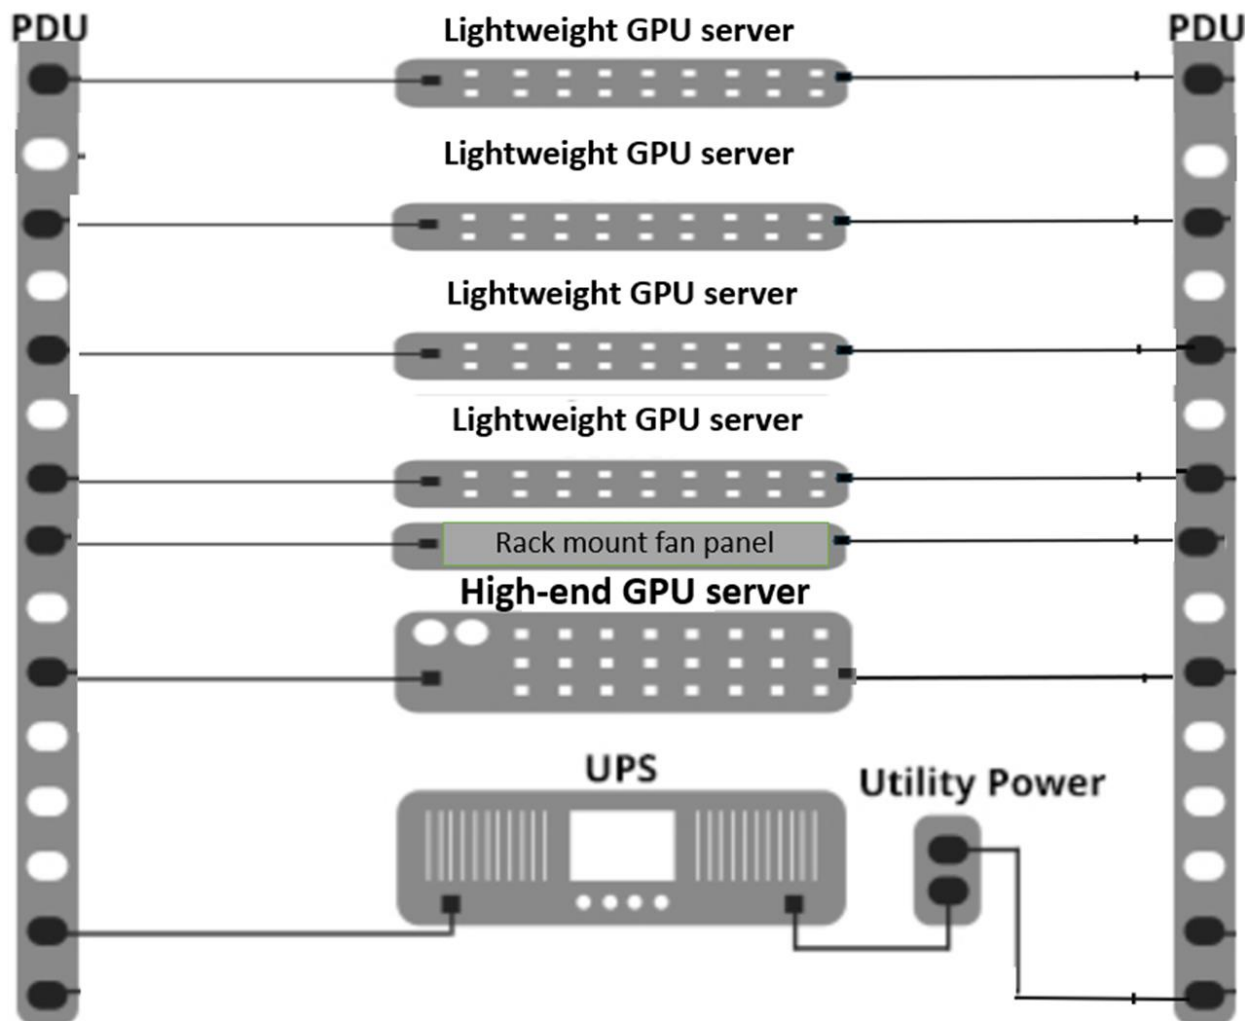 PDU
Lightweight GPU server
PDU
Lightweight GPU server
Lightweight GPU server
Lightweight GPU server
Rack mount fan panel
High-end GPU server
UPS
Utility Power